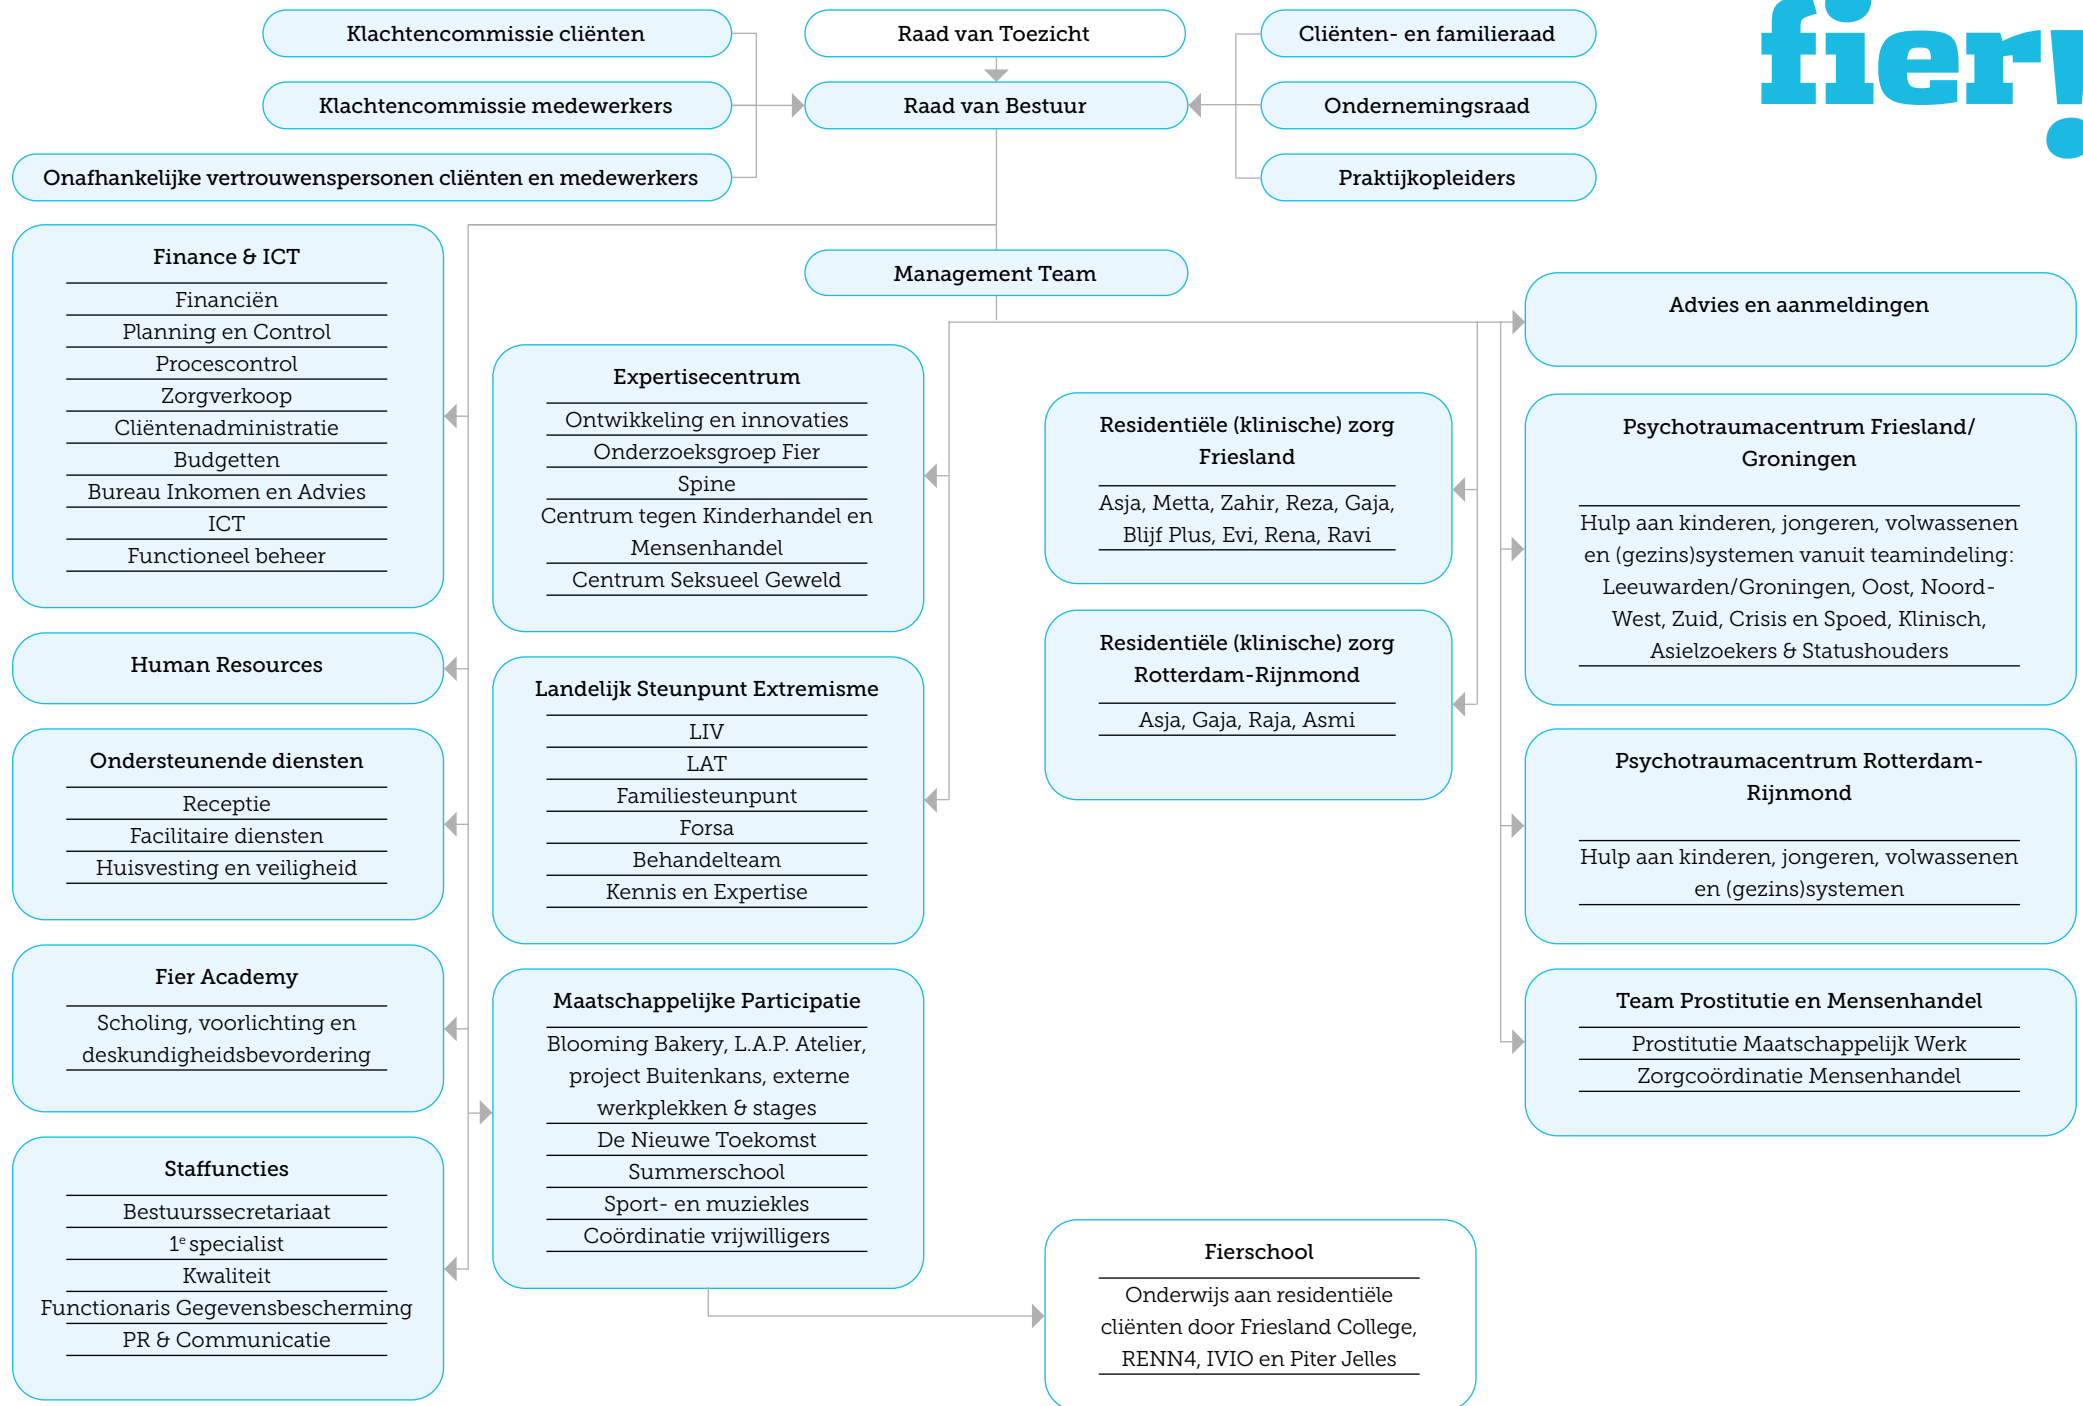 fier!
Klachtencommissie cliënten
Raad van Toezicht
Cliënten- en familieraad
Klachtencommissie medewerkers
Raad van Bestuur
Ondernemingsraad
Onafhankelijke vertrouwenspersonen cliënten en medewerkers
Praktijkopleiders
Management Team
Finance & ICT
Financiën
Planning en Control
Procescontrol
Zorgverkoop
Cliëntenadministratie
Budgetten
Bureau Inkomen en Advies
ICT
Functioneel beheer
Human Resources
Ondersteunende diensten
Receptie
Facilitaire diensten
Huisvesting en veiligheid
Fier Academy
Scholing, voorlichting en
deskundigheidsbevordering
Staffuncties
Bestuurssecretariaat
1e specialist
Kwaliteit
Functionaris Gegevensbescherming
PR & Communicatie
Expertisecentrum
Ontwikkeling en innovaties
Onderzoeksgroep Fier
Spine
Centrum tegen Kinderhandel en
Mensenhandel
Centrum Seksueel Geweld
Landelijk Steunpunt Extremisme
LIV
LAT
Familiesteunpunt
Forsa
Behandelteam
Kennis en Expertise
Maatschappelijke Participatie
Blooming Bakery, L.A.P. Atelier,
project Buitenkans, externe
werkplekken & stages
De Nieuwe Toekomst
Summerschool
Sport- en muziekles
Coördinatie vrijwilligers
Residentiële (klinische) zorg
Friesland
Asja, Metta, Zahir, Reza, Gaja,
Blijf Plus, Evi, Rena, Ravi
Residentiële (klinische) zorg
Rotterdam-Rijnmond
Asja, Gaja, Raja, Asmi
Fierschool
Onderwijs aan residentiële
cliënten door Friesland College,
RENN4, IVIO en Piter Jelles
Advies en aanmeldingen
Psychotraumacentrum Friesland/
Groningen
Hulp aan kinderen, jongeren, volwassenen
en (gezins)systemen vanuit teamindeling:
Leeuwarden/Groningen, Oost, Noord-
West, Zuid, Crisis en Spoed, Klinisch,
Asielzoekers & Statushouders
Psychotraumacentrum Rotterdam-
Rijnmond
Hulp aan kinderen, jongeren, volwassenen
en (gezins)systemen
Team Prostitutie en Mensenhandel
Prostitutie Maatschappelijk Werk
Zorgcoördinatie Mensenhandel